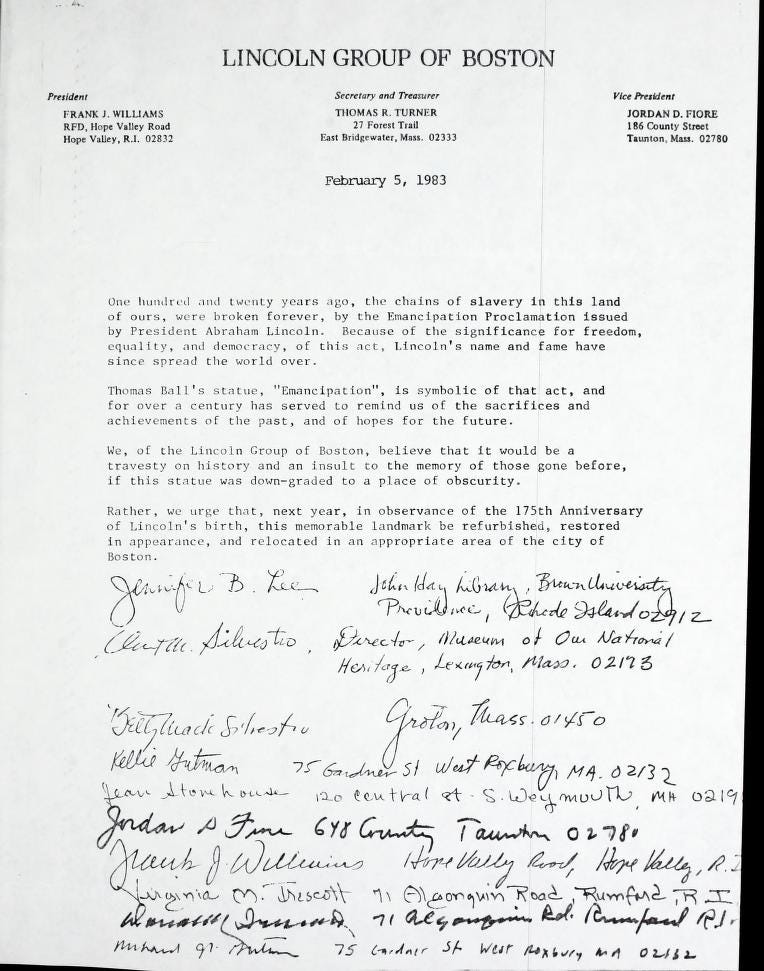 LINCOLN GROUP OF BOSTON
President
FRANK J. WILLIAMS
RFD, Hope Valley Road
Hope Valley, R.I. 02832
Secretary and Treasurer
THOMAS R. TURNER
27 Forest Trail
East Bridgewater, Mass. 02333
Vice President
JORDAN D. FIORE
186 County Street
Taunton, Mass. 02780
February 5, 1983
One hundred and twenty years ago, the chains of slavery in this land
of ours, were broken forever, by the Emancipation Proclamation issued
by President Abraham Lincoln. Because of the significance for freedom,
equality, and democracy, of this act, Lincoln's name and fame have
since spread the world over.
Thomas Ball's statue, "Emancipation", is symbolic of that act, and
for over a century has served to remind us of the sacrifices and
achievements of the past, and of hopes for the future.
We, of the Lincoln Group of Boston, believe that it would be a
travesty on history and an insult to the memory of those gone before,
if this statue was down-graded to a place of obscurity.
Rather, we urge that, next year, in observance of the 175th Anniversary
of Lincoln's birth, this memorable landmark be refurbished, restored
in appearance, and relocated in an appropriate area of the city of
Boston.
Jennifer B. Lee John Hay Library, Brown University
Providence, Rhode Island 02912
Silvestro, Director, Museum of Our National
Heritage, Lexington, Mass. 02173
Betty Mack Silvestro Groton, Mass. 01450
Kellie Gutman 75 Gardner St West Roxbury, MA. 02132
Jean Stonehouse 120 Central St. S. Weymouth, MA 0219
Jordan D Fiore 648 County Taunton 02780
Frank J. Williams Hope Valley Road, Hope Valley, R.I
Virginia M. Trescott 71 Algonquin Road, Rumford, R.I.
71 Algonquin Rd. Rumford R.I.
75 Gardner St West Roxbury MA 02132